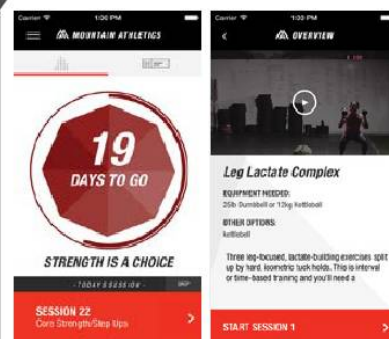 Carrier 1:00 PM
MOUNTAIN ATHLETICS
19
DAYS TO GO
STRENGTH IS A CHOICE
- TODAY'S SESSION -
SKIP
SESSION 22
Core Strength/Step Ups
Carrier 1:00 PM
OVERVIEW
Leg Lactate Complex
EQUIPMENT NEEDED:
25lb Dumbbell or 12kg Kettlebell
OTHER OPTIONS:
Kettlebell
Three leg-focused, lactate-building exercises split
up by hard, isometric tuck holds. This is interval
or time-based training and you'll need a
START SESSION 1